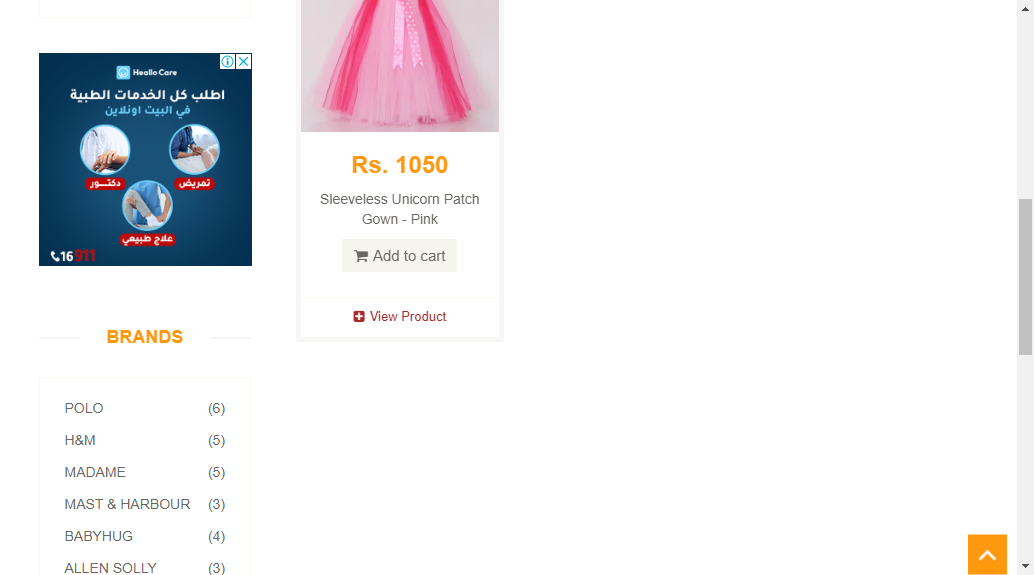 Heallo Care
اطلب كل الخدمات الطبية
في البيت اونلاين
دكتـــور
تمريض
علاج طبيعي
16911
BRANDS
POLO (6)
H&M (5)
MADAME (5)
MAST & HARBOUR (3)
BABYHUG (4)
ALLEN SOLLY (3)
Rs. 1050
Sleeveless Unicorn Patch
Gown - Pink
Add to cart
View Product